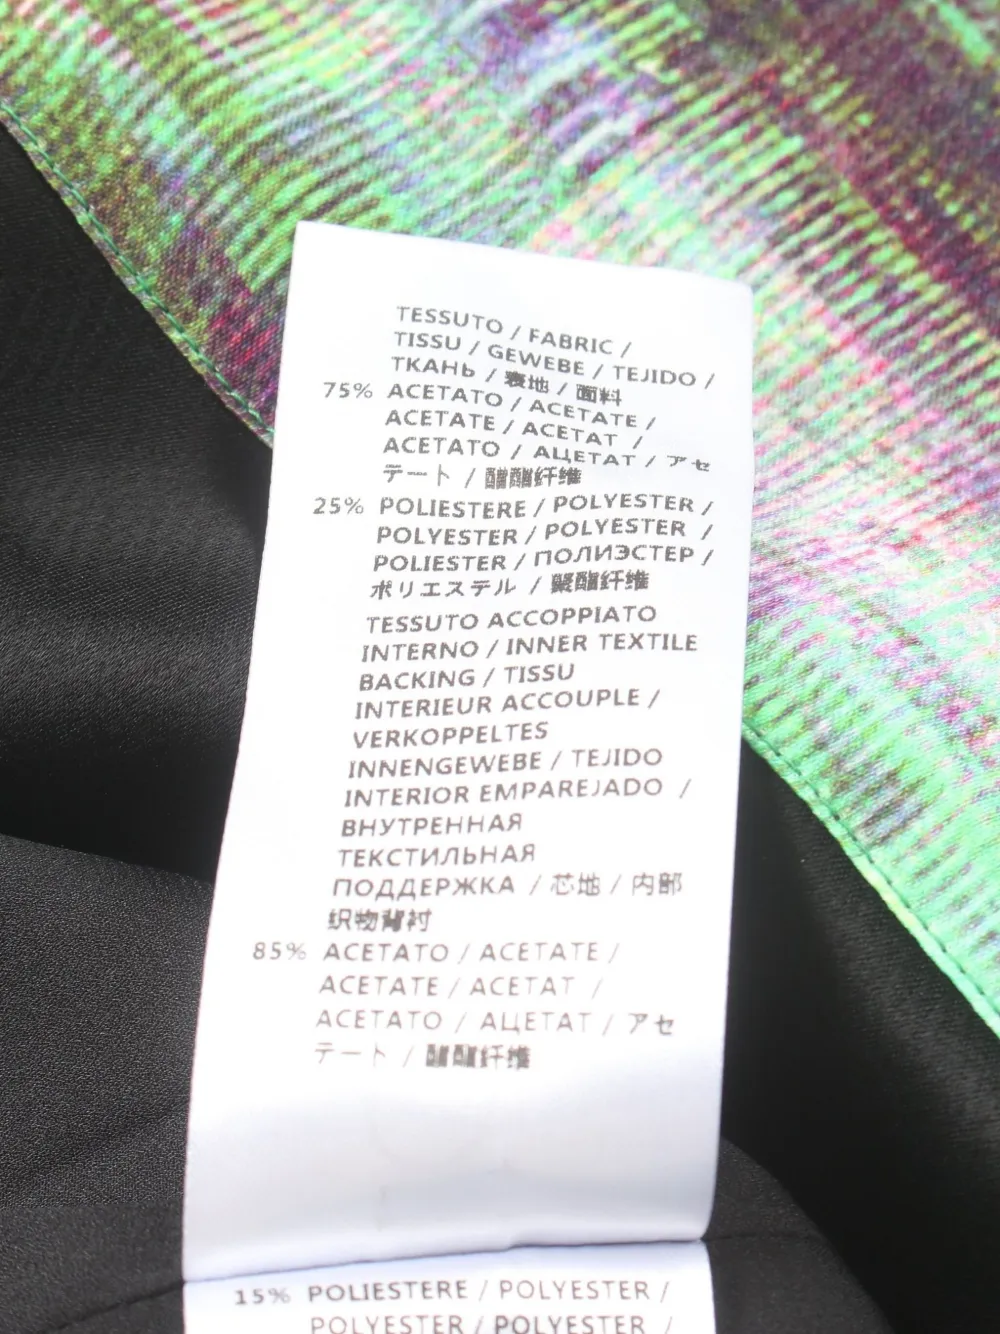 TESSUTO / FABRIC /
TISSU / GEWEBE / TEJIDO /
ТКАНЬ / 表地 / 面料
75% ACETATO / ACETATE /
ACETATE / ACETAT /
ACETATO / АЦЕТАТ / アセ
テート / 醋酯纤维
25% POLIESTERE / POLYESTER /
POLYESTER / POLYESTER /
POLIESTER / ПОЛИЭСТЕР /
ポリエステル / 聚酯纤维
TESSUTO ACCOPPIATO
INTERNO / INNER TEXTILE
BACKING / TISSU
INTERIEUR ACCOUPLE /
VERKOPPELTES
INNENGEWEBE / TEJIDO
INTERIOR EMPAREJADO /
ВНУТРЕННАЯ
ТЕКСТИЛЬНАЯ
ПОДДЕРЖКА / 芯地 / 内部
织物背衬
85% ACETATO / ACETATE /
ACETATE / ACETAT /
ACETATO / АЦЕТАТ / アセ
テート / 醋酯纤维
15% POLIESTERE / POLYESTER /
POLYESTER / POLYESTER /